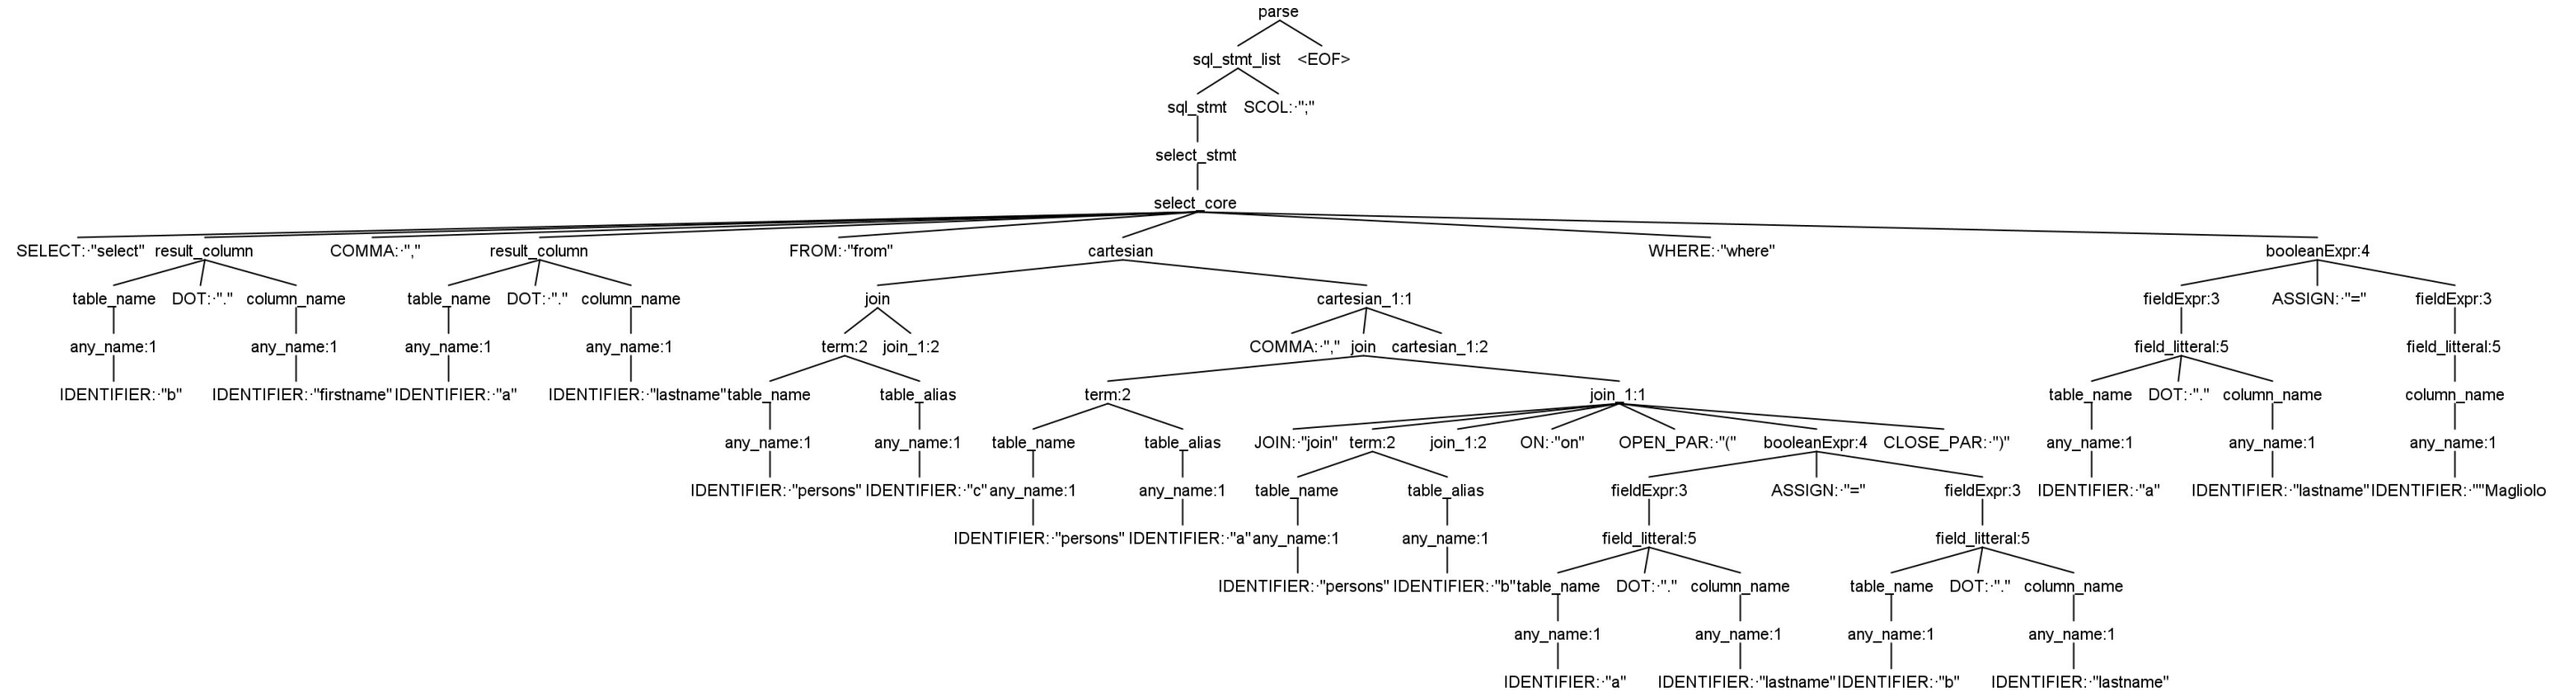 parse
sql_stmt_list <EOF>
sql_stmt SCOL:·";"
select_stmt
select_core
SELECT:·"select" result_column COMMA:·"," result_column FROM:·"from" cartesian WHERE:·"where" booleanExpr:4
table_name DOT:·"." column_name table_name DOT:·"." column_name join cartesian_1:1 fieldExpr:3 ASSIGN:·"=" fieldExpr:3
any_name:1 any_name:1 any_name:1 any_name:1 term:2 join_1:2 COMMA:·"," join cartesian_1:2 field_litteral:5 field_litteral:5
IDENTIFIER:·"b" IDENTIFIER:·"firstname" IDENTIFIER:·"a" IDENTIFIER:·"lastname" table_name table_alias term:2 join_1:1 table_name DOT:·"." column_name column_name
any_name:1 any_name:1 table_name table_alias JOIN:·"join" term:2 join_1:2 ON:·"on" OPEN_PAR:·"(" booleanExpr:4 CLOSE_PAR:·")" any_name:1 any_name:1 any_name:1
IDENTIFIER:·"persons" IDENTIFIER:·"c" any_name:1 any_name:1 table_name table_alias fieldExpr:3 ASSIGN:·"=" fieldExpr:3 IDENTIFIER:·"a" IDENTIFIER:·"lastname" IDENTIFIER:·""Magliolo
IDENTIFIER:·"persons" IDENTIFIER:·"a" any_name:1 any_name:1 field_litteral:5 field_litteral:5
IDENTIFIER:·"persons" IDENTIFIER:·"b" table_name DOT:·"." column_name table_name DOT:·"." column_name
any_name:1 any_name:1 any_name:1 any_name:1
IDENTIFIER:·"a" IDENTIFIER:·"lastname" IDENTIFIER:·"b" IDENTIFIER:·"lastname"